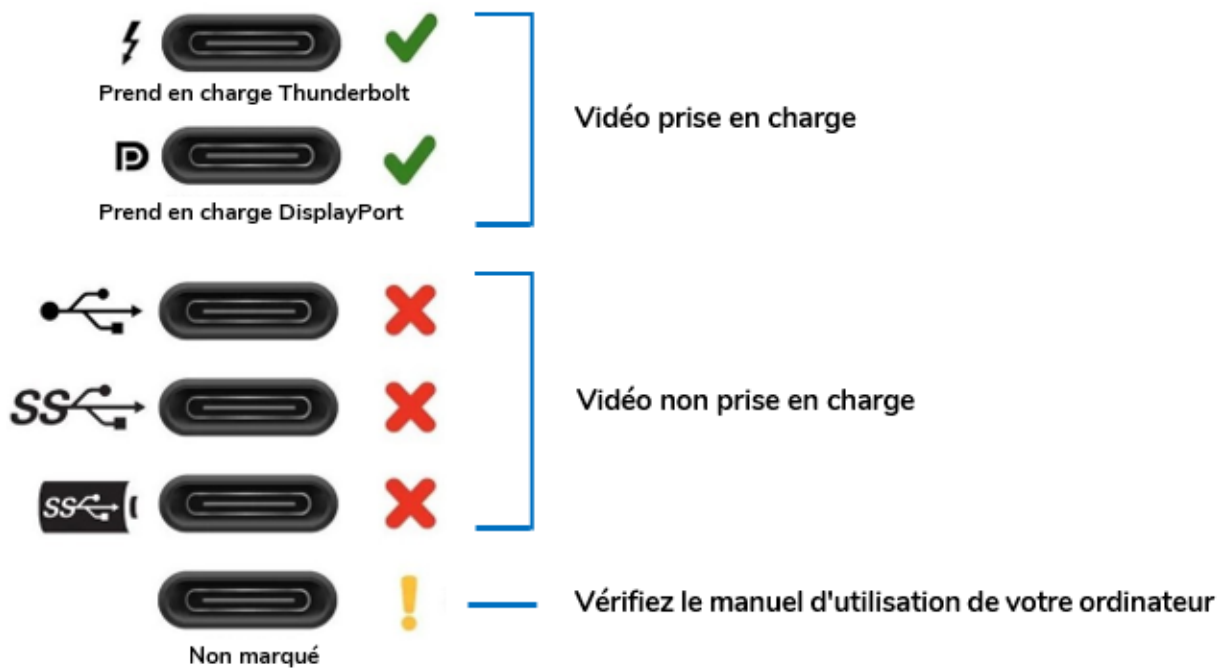 Prend en charge Thunderbolt
Vidéo prise en charge
Prend en charge DisplayPort
SS
Vidéo non prise en charge
SS
Vérifiez le manuel d'utilisation de votre ordinateur
Non marqué